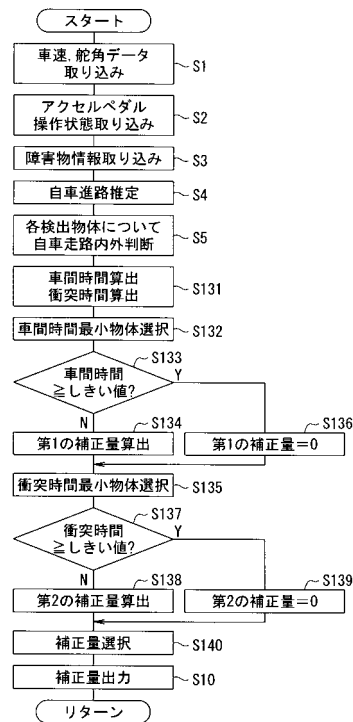 スタート
車速,舵角データ
取り込み
S1
アクセルペダル
操作状態取り込み
S2
障害物情報取り込み
S3
自車進路推定
S4
各検出物体について
自車走路内外判断
S5
車間時間算出
衝突時間算出
S131
車間時間最小物体選択
S132
S133
車間時間
≧しきい値?
Y
N
S134
S136
第1の補正量算出
第1の補正量=0
衝突時間最小物体選択
S135
S137
衝突時間
≧しきい値?
Y
N
S138
S139
第2の補正量算出
第2の補正量=0
補正量選択
S140
補正量出力
S10
リターン